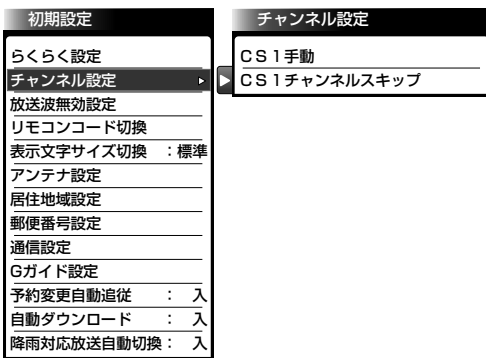 初期設定
らくらく設定
チャンネル設定
放送波無効設定
リモコンコード切換
表示文字サイズ切換 ：標準
アンテナ設定
居住地域設定
郵便番号設定
通信設定
Gガイド設定
予約変更自動追従 ： 入
自動ダウンロード ： 入
降雨対応放送自動切換： 入
チャンネル設定
ＣＳ１手動
ＣＳ１チャンネルスキップ